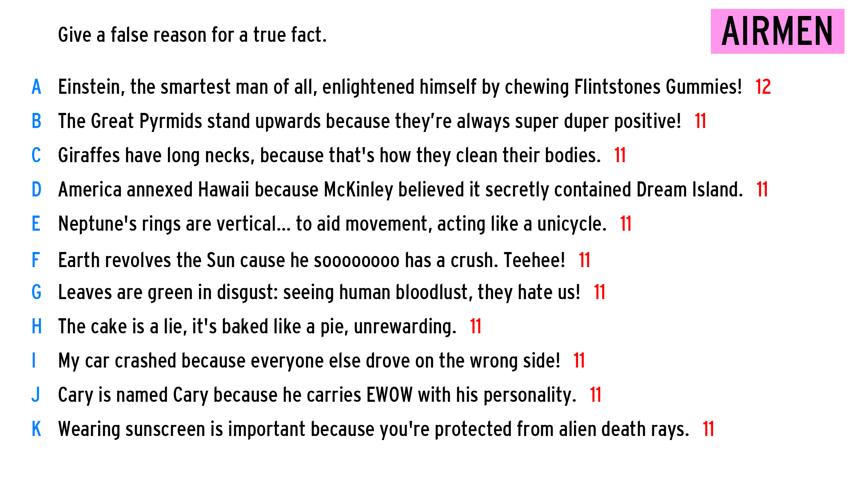 Give a false reason for a true fact.
AIRMEN
A Einstein, the smartest man of all, enlightened himself by chewing Flintstones Gummies! 12
B The Great Pyrmids stand upwards because they’re always super duper positive! 11
C Giraffes have long necks, because that's how they clean their bodies. 11
D America annexed Hawaii because McKinley believed it secretly contained Dream Island. 11
E Neptune's rings are vertical... to aid movement, acting like a unicycle. 11
F Earth revolves the Sun cause he soooooooo has a crush. Teehee! 11
G Leaves are green in disgust: seeing human bloodlust, they hate us! 11
H The cake is a lie, it's baked like a pie, unrewarding. 11
I My car crashed because everyone else drove on the wrong side! 11
J Cary is named Cary because he carries EWOW with his personality. 11
K Wearing sunscreen is important because you're protected from alien death rays. 11